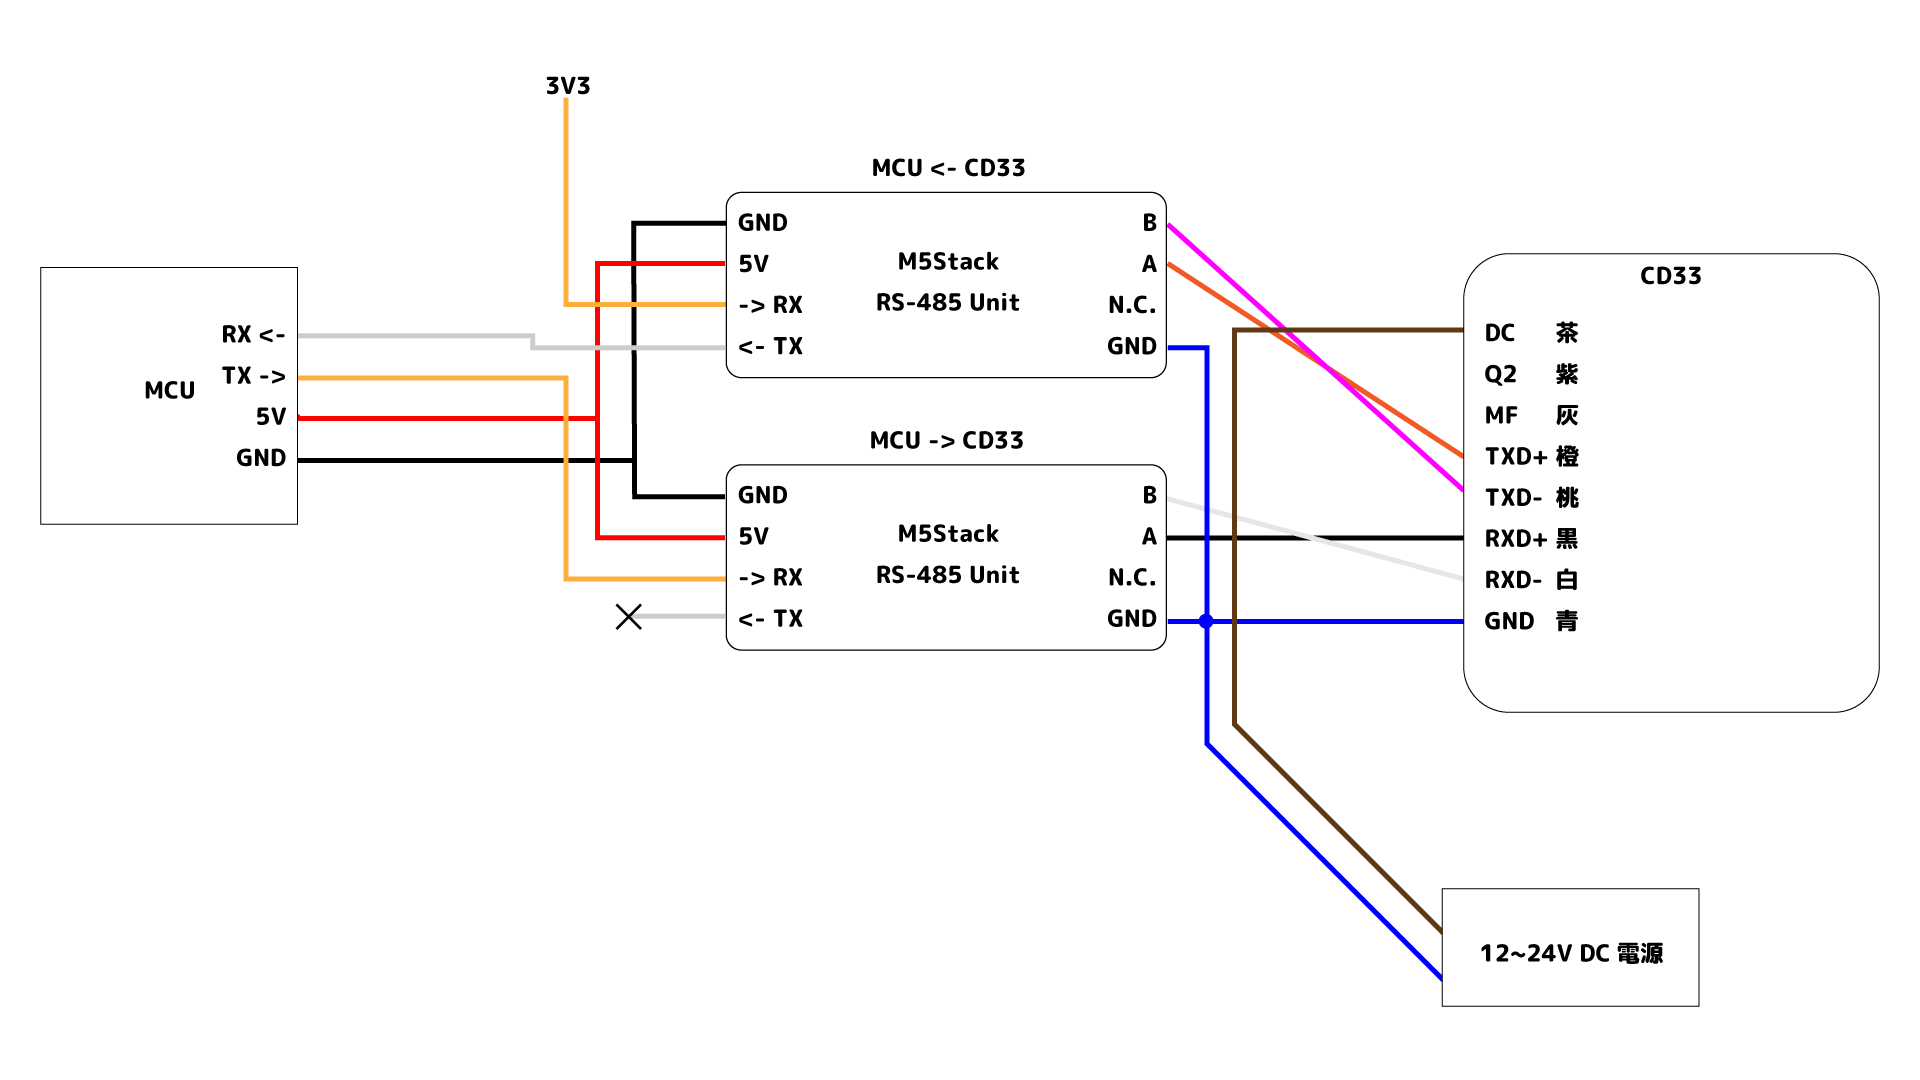 3V3
MCU <- CD33
GND
5V
-> RX
<- TX
M5Stack
RS-485 Unit
B
A
N.C.
GND
MCU
RX <-
TX ->
5V
GND
MCU -> CD33
GND
5V
-> RX
<- TX
M5Stack
RS-485 Unit
B
A
N.C.
GND
CD33
DC 茶
Q2 紫
MF 灰
TXD+ 橙
TXD- 桃
RXD+ 黒
RXD- 白
GND 青
12~24V DC 電源